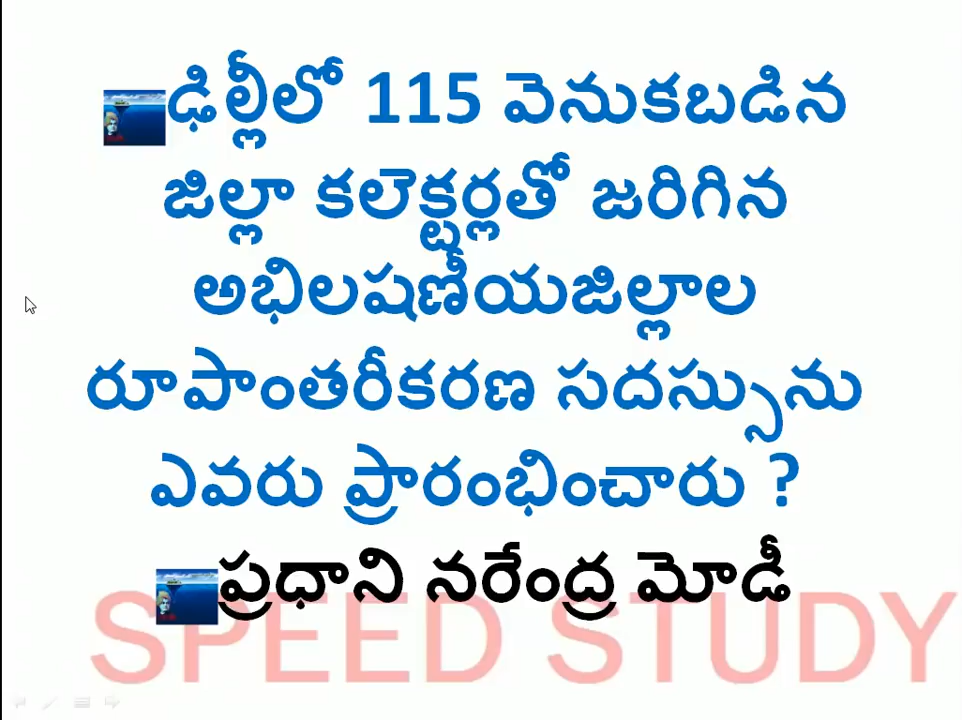 ఢిల్లీలో 115 వెనుకబడిన
జిల్లా కలెక్టర్లతో జరిగిన
అభిలషణీయజిల్లాల
రూపాంతరీకరణ సదస్సును
ఎవరు ప్రారంభించారు ?
ప్రధాని నరేంద్ర మోడీ
SPEED STUDY